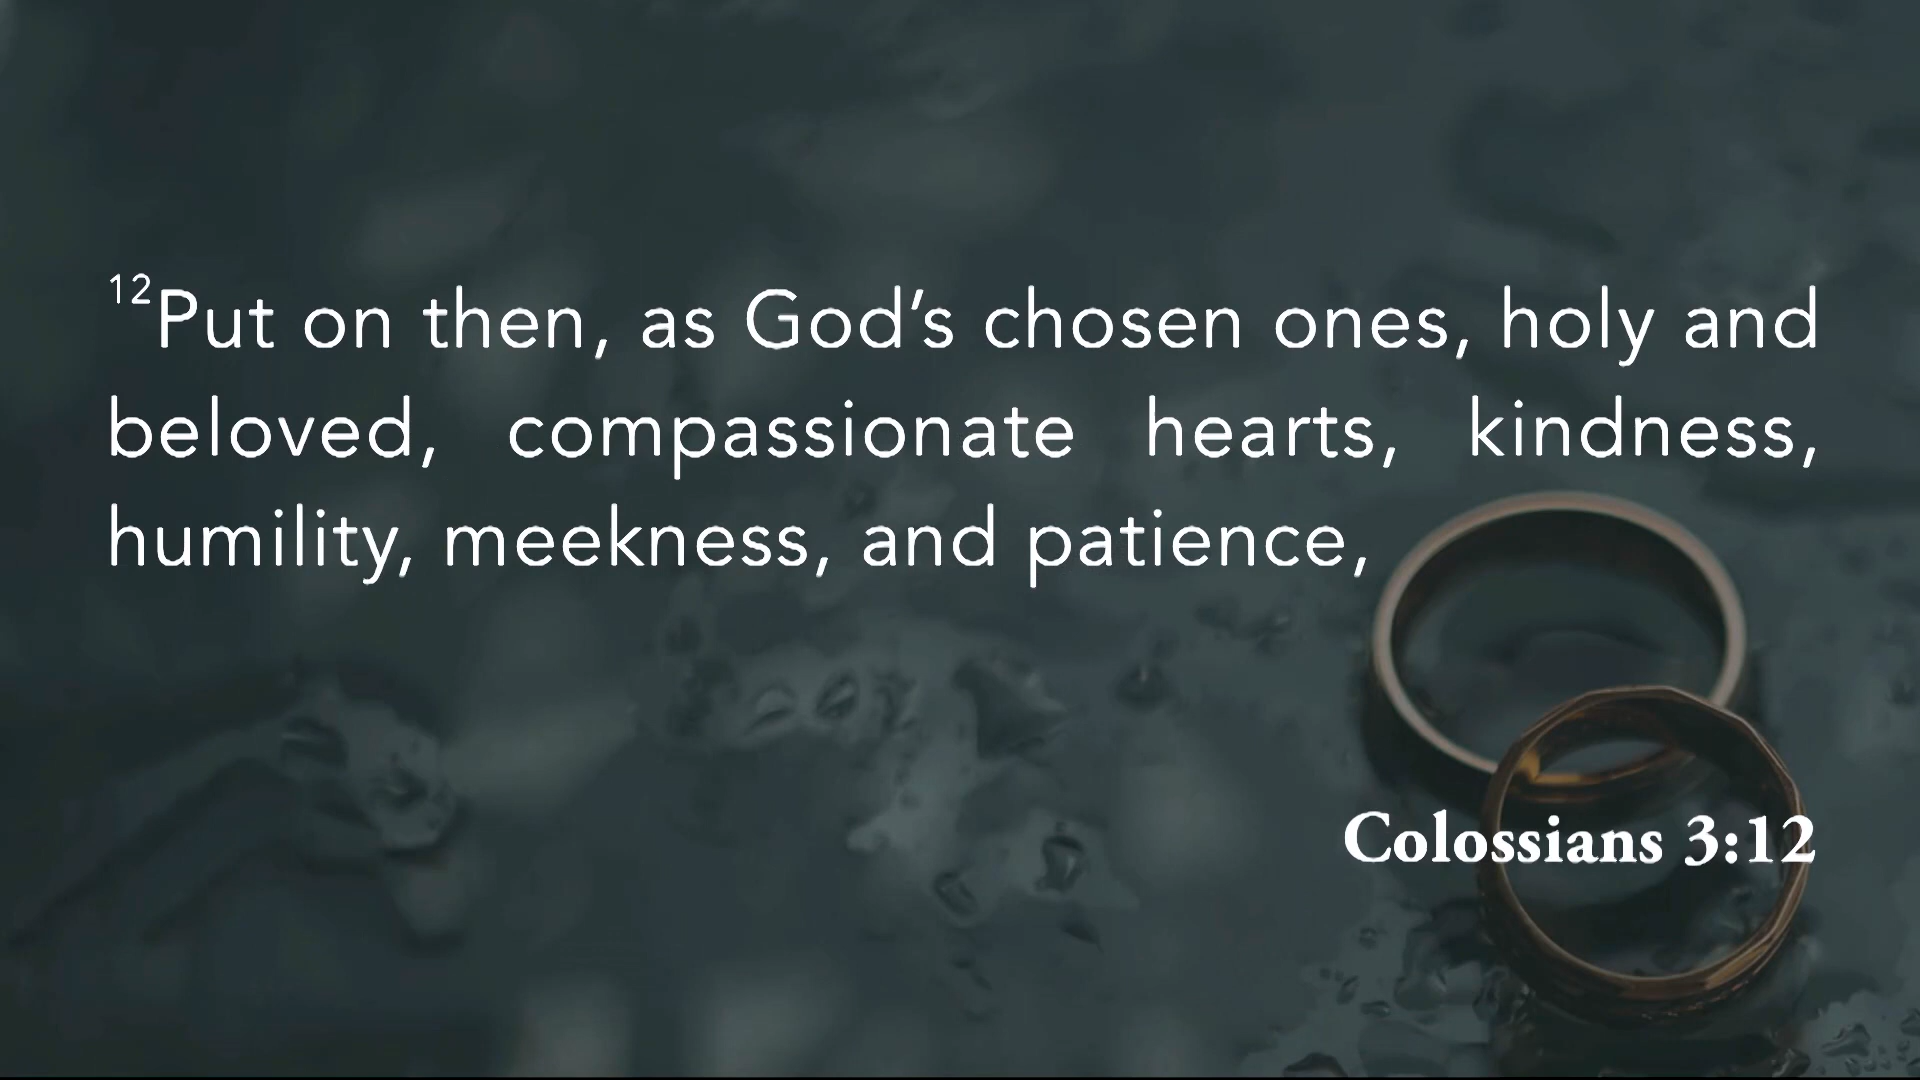 12Put on then, as God’s chosen ones, holy and
beloved, compassionate hearts, kindness,
humility, meekness, and patience,
Colossians 3:12